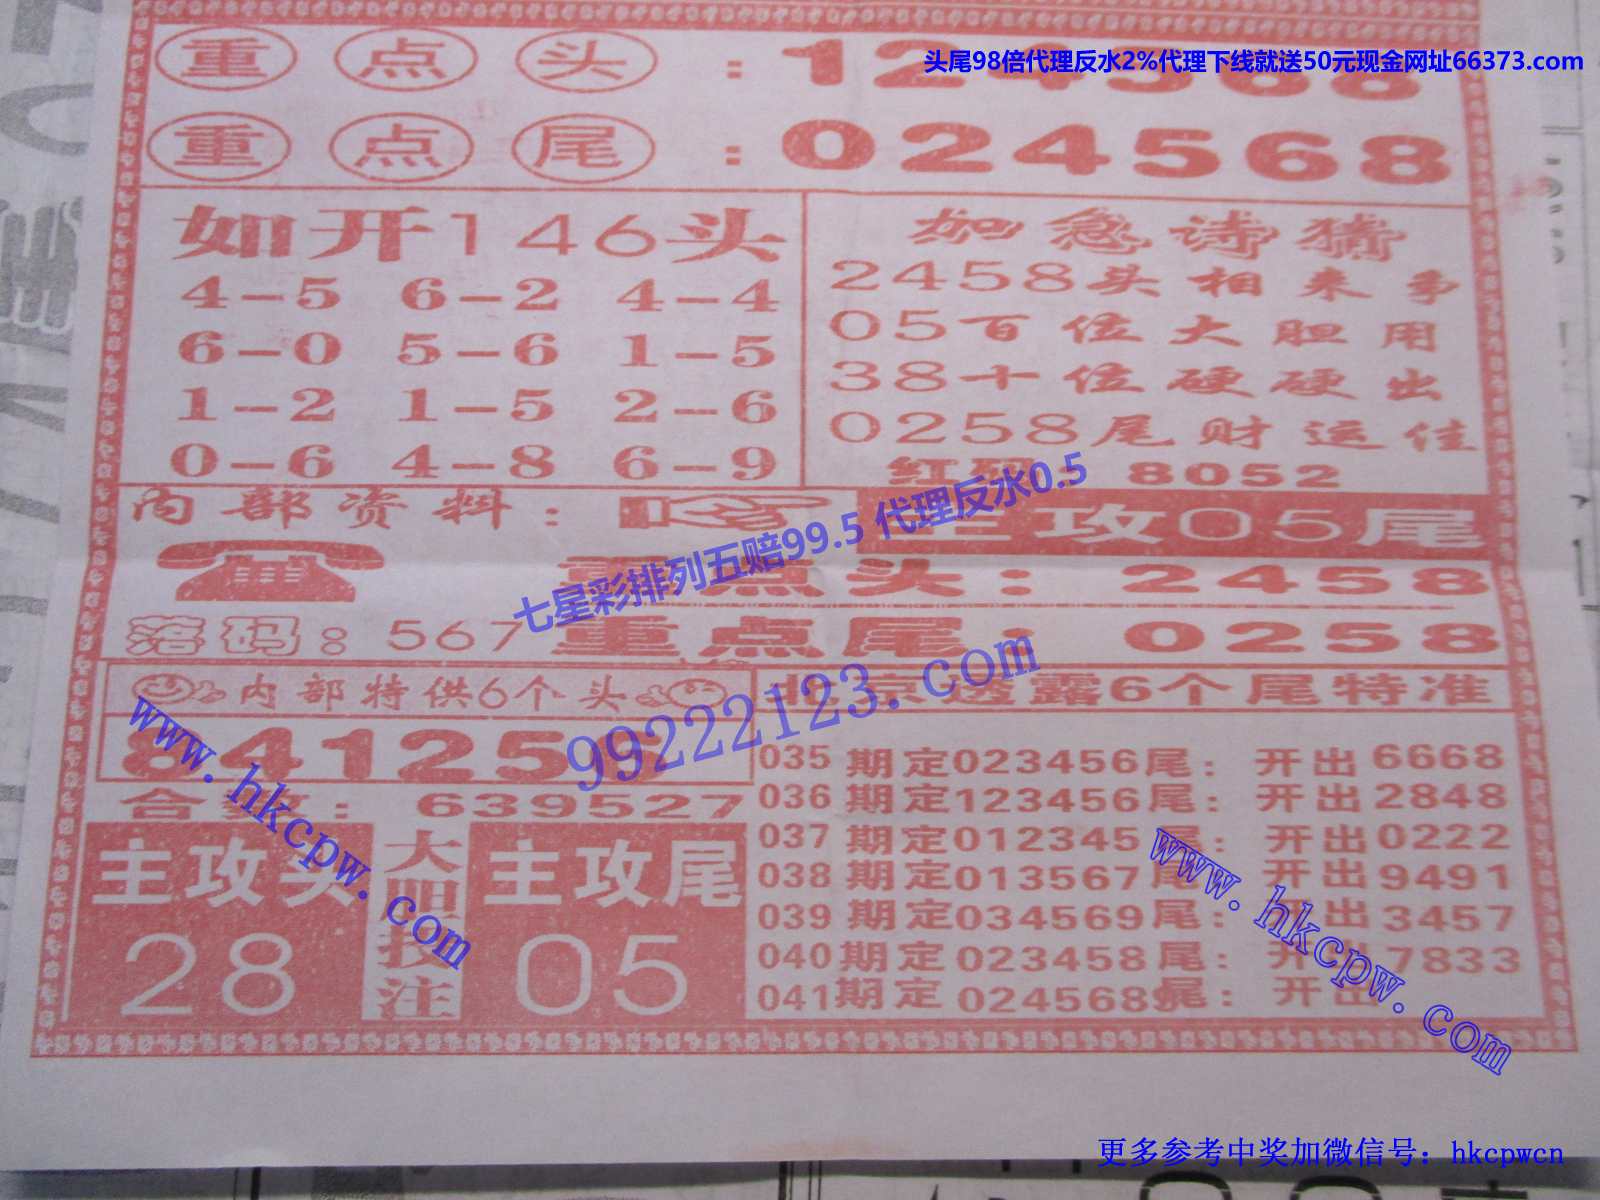 头尾98倍代理反水2%代理下线就送50元现金网址66373.com
重点头：124568
重点尾：024568
如开146头
4-5 6-2 4-4
6-0 5-6 1-5
1-2 1-5 2-6
0-6 4-8 6-9
如急诗猜
2458头相来争
05百位大胆用
38十位硬硬出
0258尾财运佳
红码：8052
内部资料：
主攻05尾
重点头：2458
落码：567
重点尾：0258
七星彩排列五赔99.5 代理反水0.5
99222123.com
内部特供6个头
84125
合数：639527
主攻头
28
大胆投注
主攻尾
05
北京透露6个尾特准
035期定023456尾：开出6668
036期定123456尾：开出2848
037期定012345尾：开出0222
038期定013567尾：开出9491
039期定034569尾：开出3457
040期定023458尾：开出7833
041期定024568尾：开出
www.hkcpw.com
www.hkcpw.com
更多参考中奖加微信号：hkcpwcn